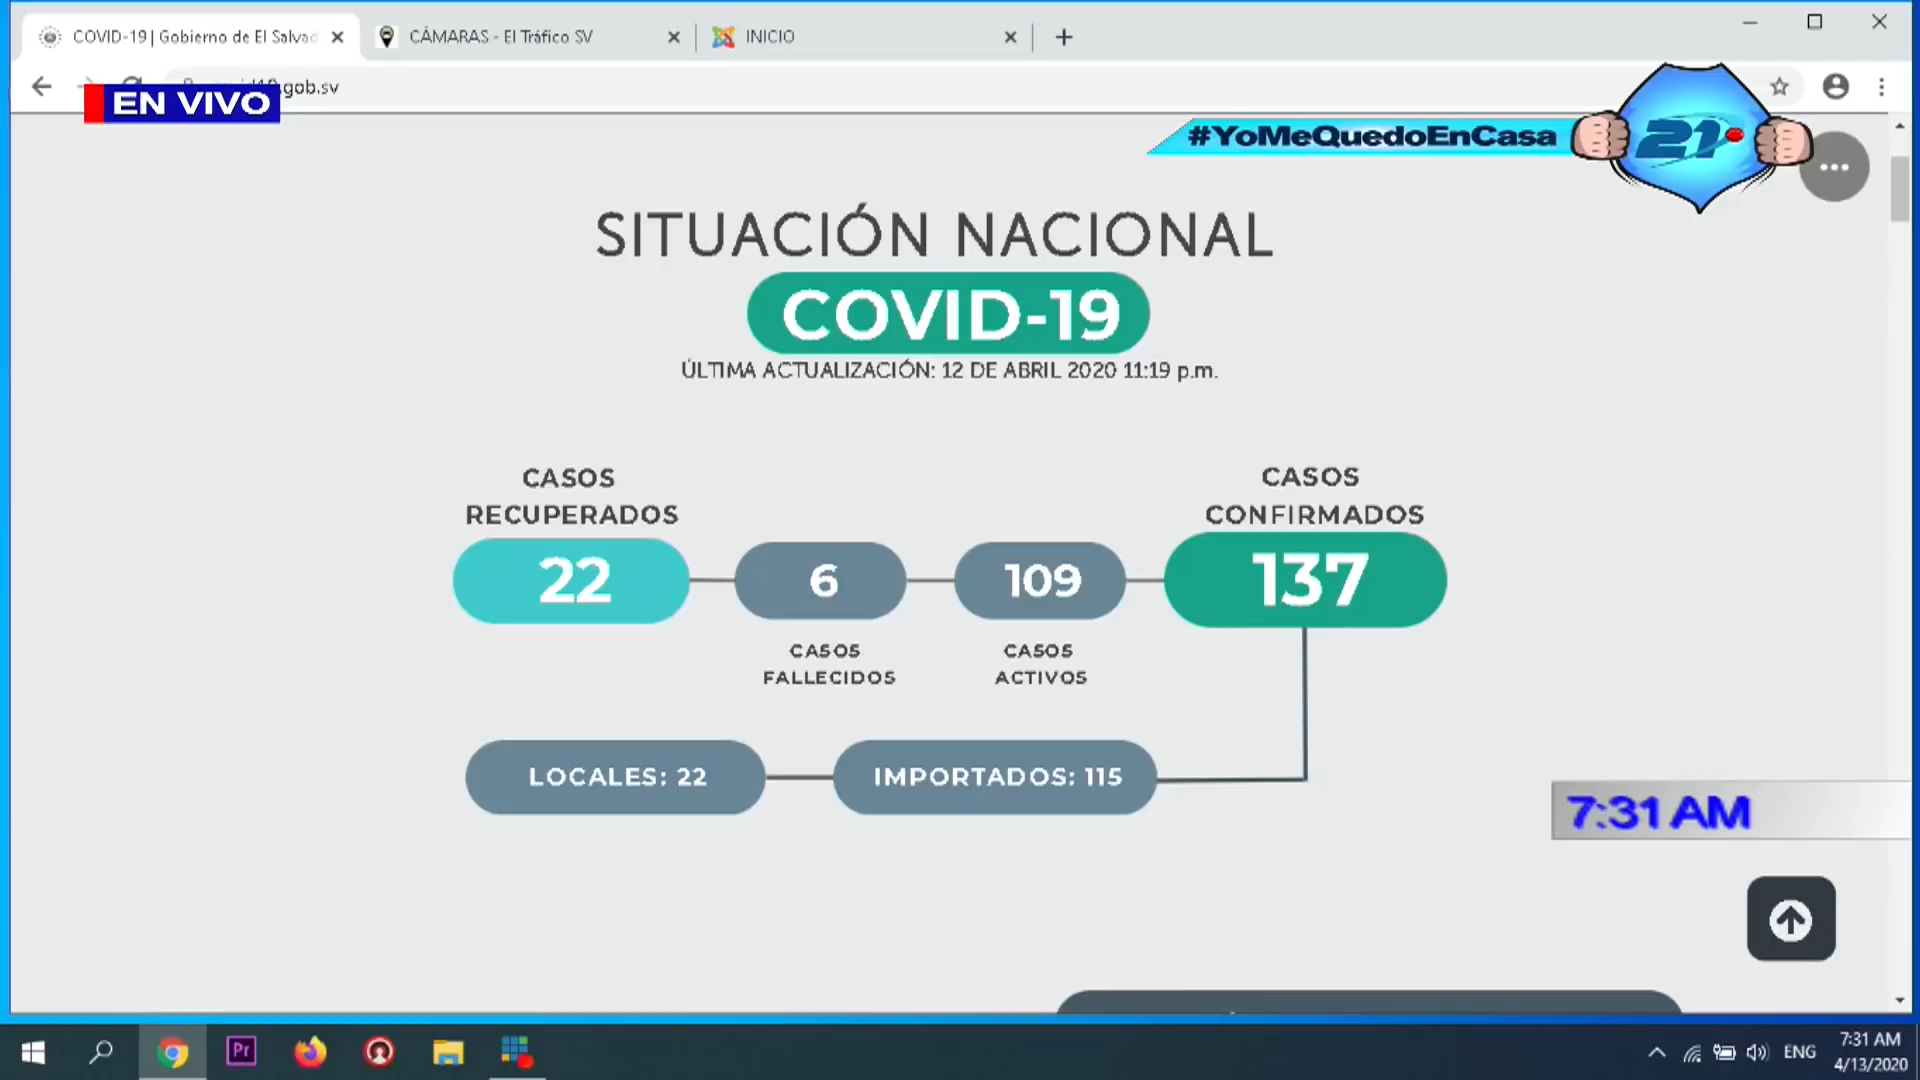 COVID-19 | Gobierno de El Salvad
CÁMARAS - El Tráfico SV
INICIO
.gob.sv
EN VIVO
#YoMeQuedoEnCasa
21
SITUACIÓN NACIONAL
COVID-19
ÚLTIMA ACTUALIZACIÓN: 12 DE ABRIL 2020 11:19 p.m.
CASOS
RECUPERADOS
22
6
CASOS
FALLECIDOS
109
CASOS
ACTIVOS
CASOS
CONFIRMADOS
137
LOCALES: 22
IMPORTADOS: 115
7:31 AM
Pr
ENG
7:31 AM
4/13/2020